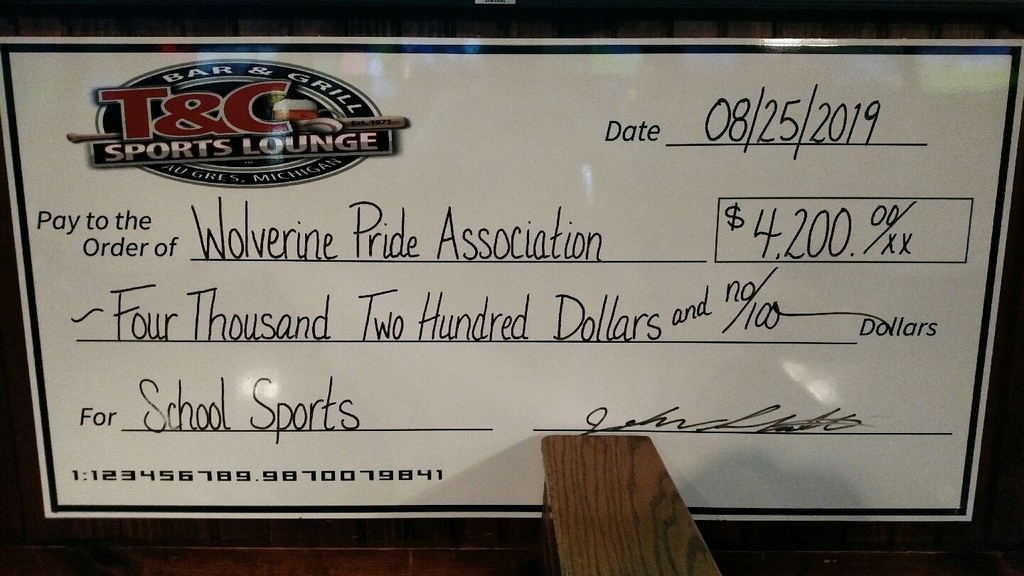 BAR & GRILL
T&C
Est. 1971
SPORTS LOUNGE
AU GRES, MICHIGAN
Date 08/25/2019
Pay to the
Order of Wolverine Pride Association $4,200.00/xx
~Four Thousand Two Hundred Dollars and no/100 Dollars
For School Sports
1:123456789.9870079841